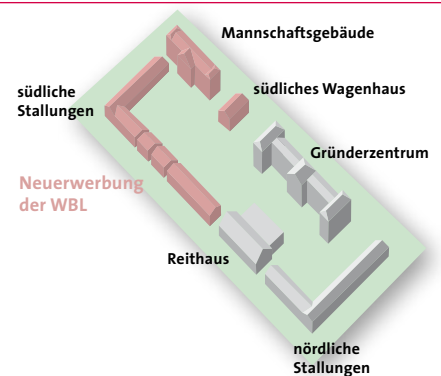 Mannschaftsgebäude
südliche
Stallungen
südliches Wagenhaus
Gründerzentrum
Neuerwerbung
der WBL
Reithaus
nördliche
Stallungen